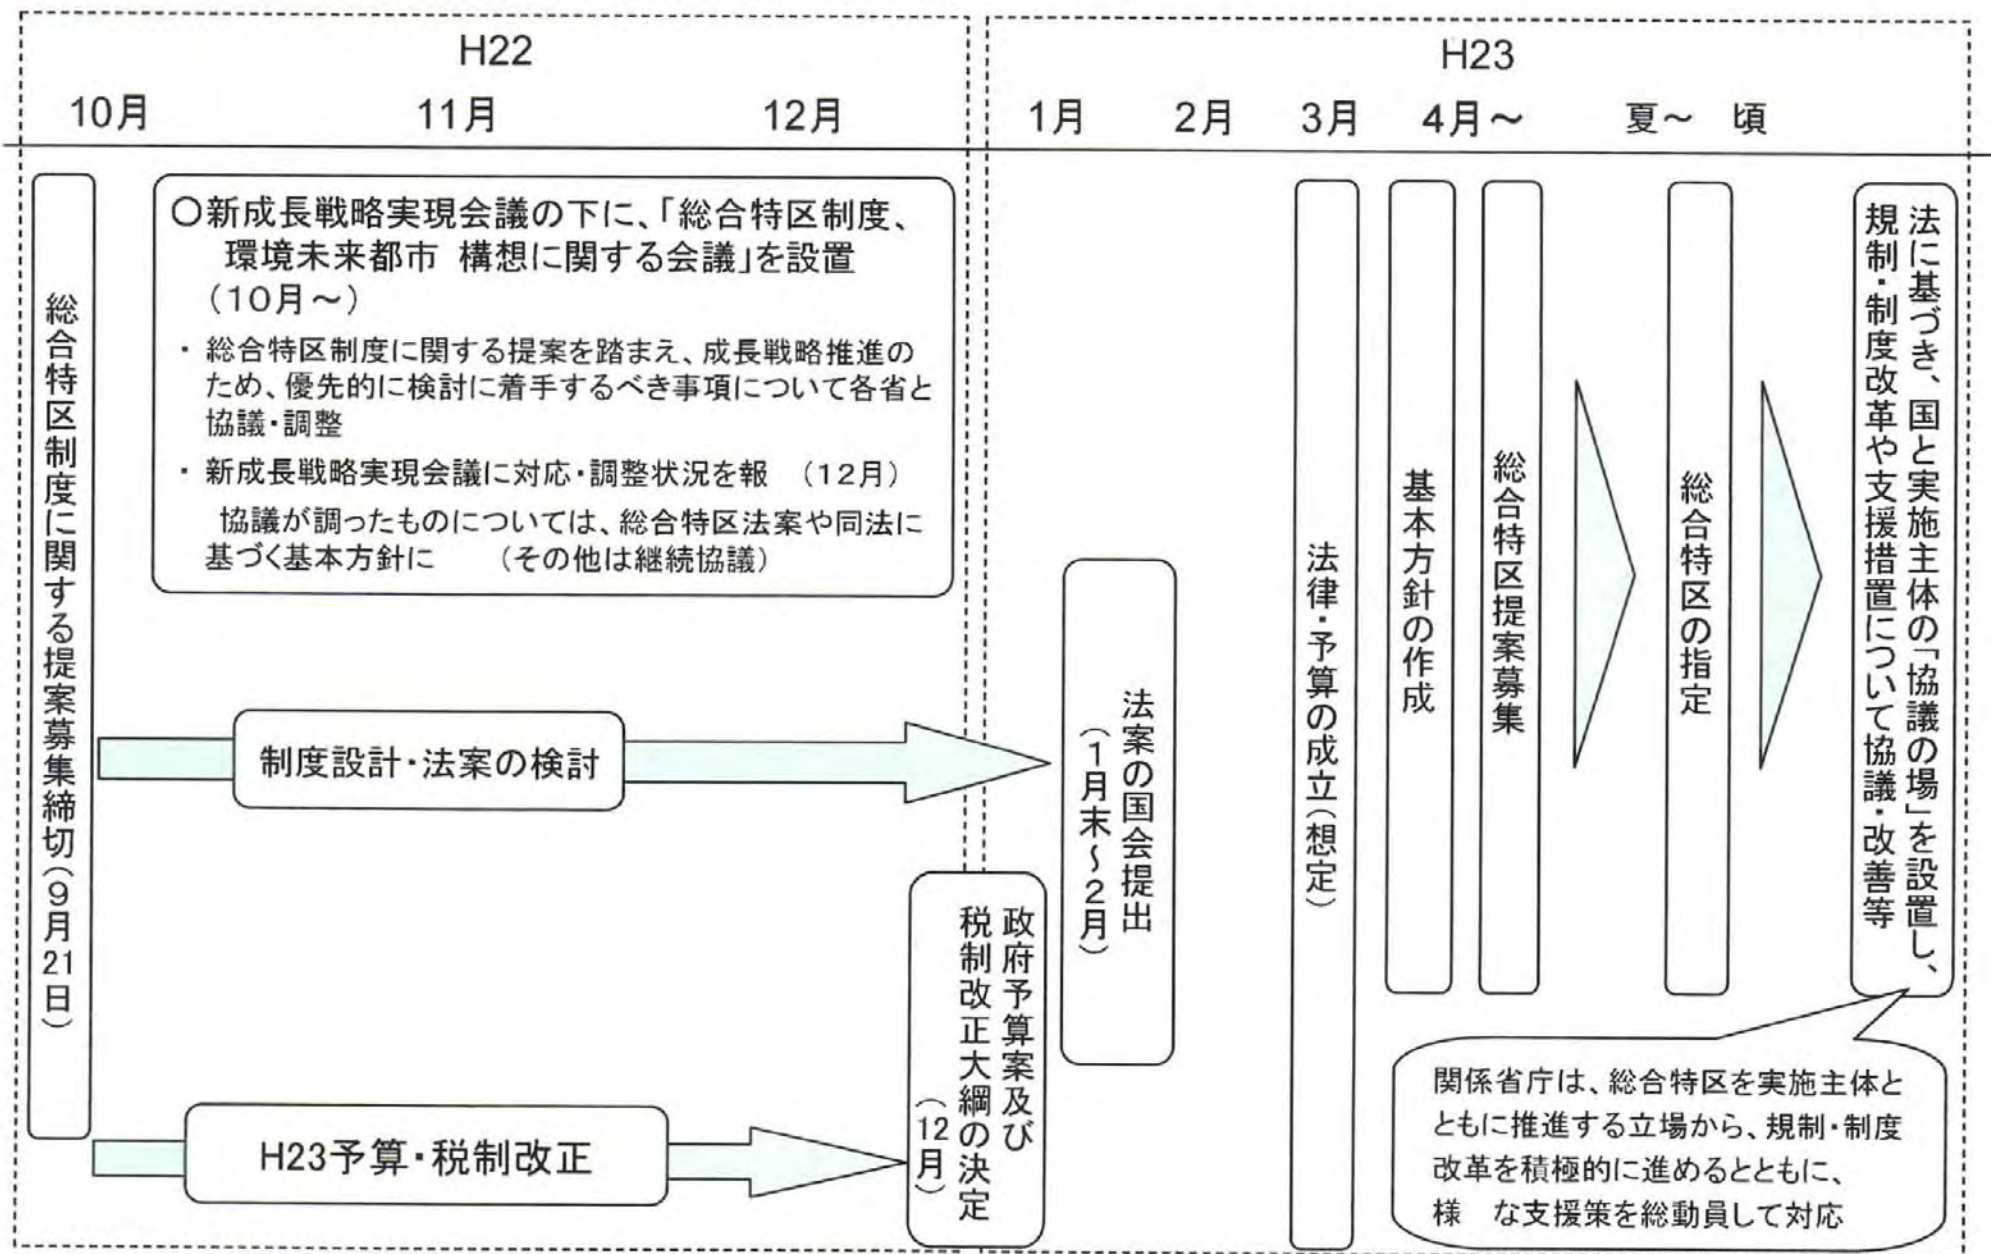 H22
H23
10月
11月
12月
1月
2月
3月
4月～
夏～　頃
総合特区制度に関する提案募集締切(9月21日)
○新成長戦略実現会議の下に、「総合特区制度、
環境未来都市 構想に関する会議」を設置
（10月～）
・ 総合特区制度に関する提案を踏まえ、成長戦略推進の
ため、優先的に検討に着手するべき事項について各省と
協議・調整
・ 新成長戦略実現会議に対応・調整状況を報　（12月）
協議が調ったものについては、総合特区法案や同法に
基づく基本方針に　　（その他は継続協議）
制度設計・法案の検討
H23予算・税制改正
政府予算案及び
税制改正大綱の決定
（12月）
法案の国会提出
（1月末～2月）
法律・予算の成立（想定）
基本方針の作成
総合特区提案募集
総合特区の指定
法に基づき、国と実施主体の「協議の場」を設置し、
規制・制度改革や支援措置について協議・改善等
関係省庁は、総合特区を実施主体と
ともに推進する立場から、規制・制度
改革を積極的に進めるとともに、
様　な支援策を総動員して対応